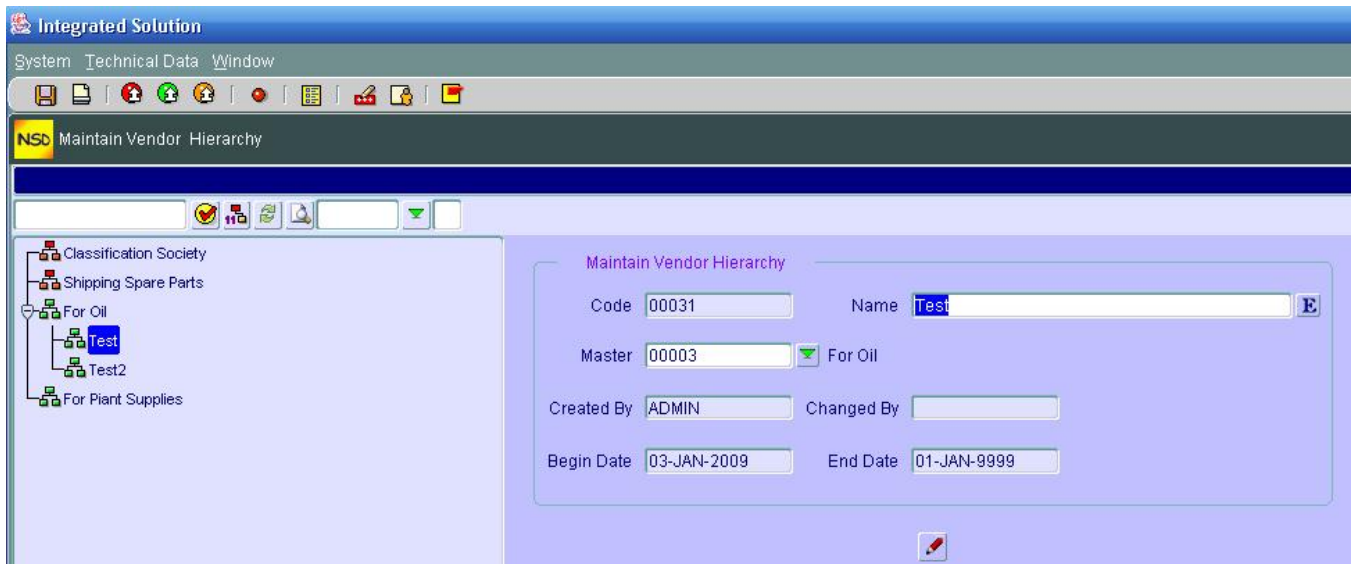 Integrated Solution
System Technical Data Window
NSD Maintain Vendor Hierarchy
Classification Society
Shipping Spare Parts
For Oil
Test
Test2
For Plant Supplies
Maintain Vendor Hierarchy
Code 00031 Name Test E
Master 00003 For Oil
Created By ADMIN Changed By
Begin Date 03-JAN-2009 End Date 01-JAN-9999